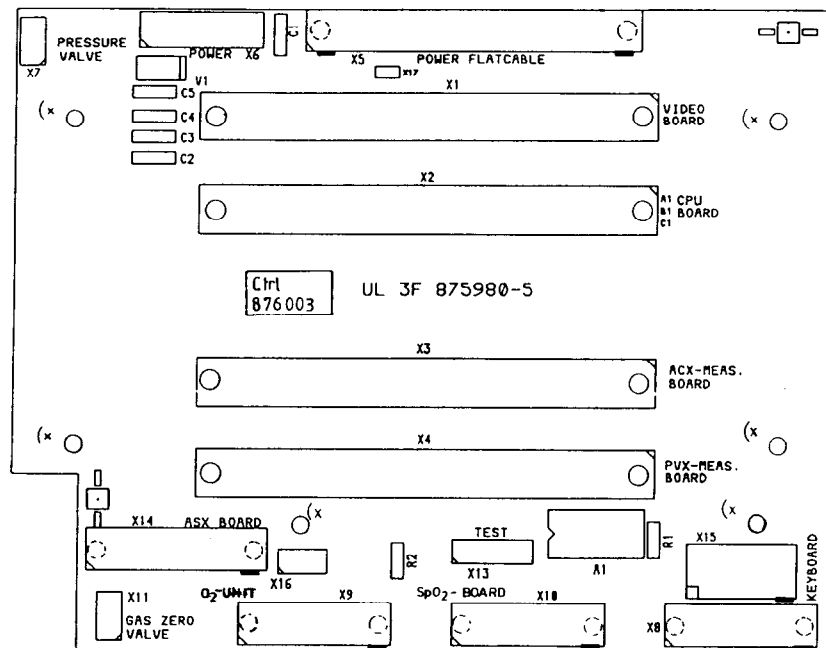 PRESSURE
VALVE
X7
POWER X6
C1
X5
POWER FLATCABLE
X17
V1
X1
C5
C4
C3
C2
VIDEO
BOARD
(x
(x
X2
A1 CPU
B1 BOARD
C1
Ctrl
876003
UL 3F 875980-5
X3
ACX-MEAS.
BOARD
X4
(x
(x
PVX-MEAS.
BOARD
X14
ASX BOARD
(x
TEST
(x
X15
R2
X13
A1
R1
X16
KEYBOARD
X11
O2-UNIT
X9
SpO2-BOARD
X10
GAS ZERO
VALVE
X8